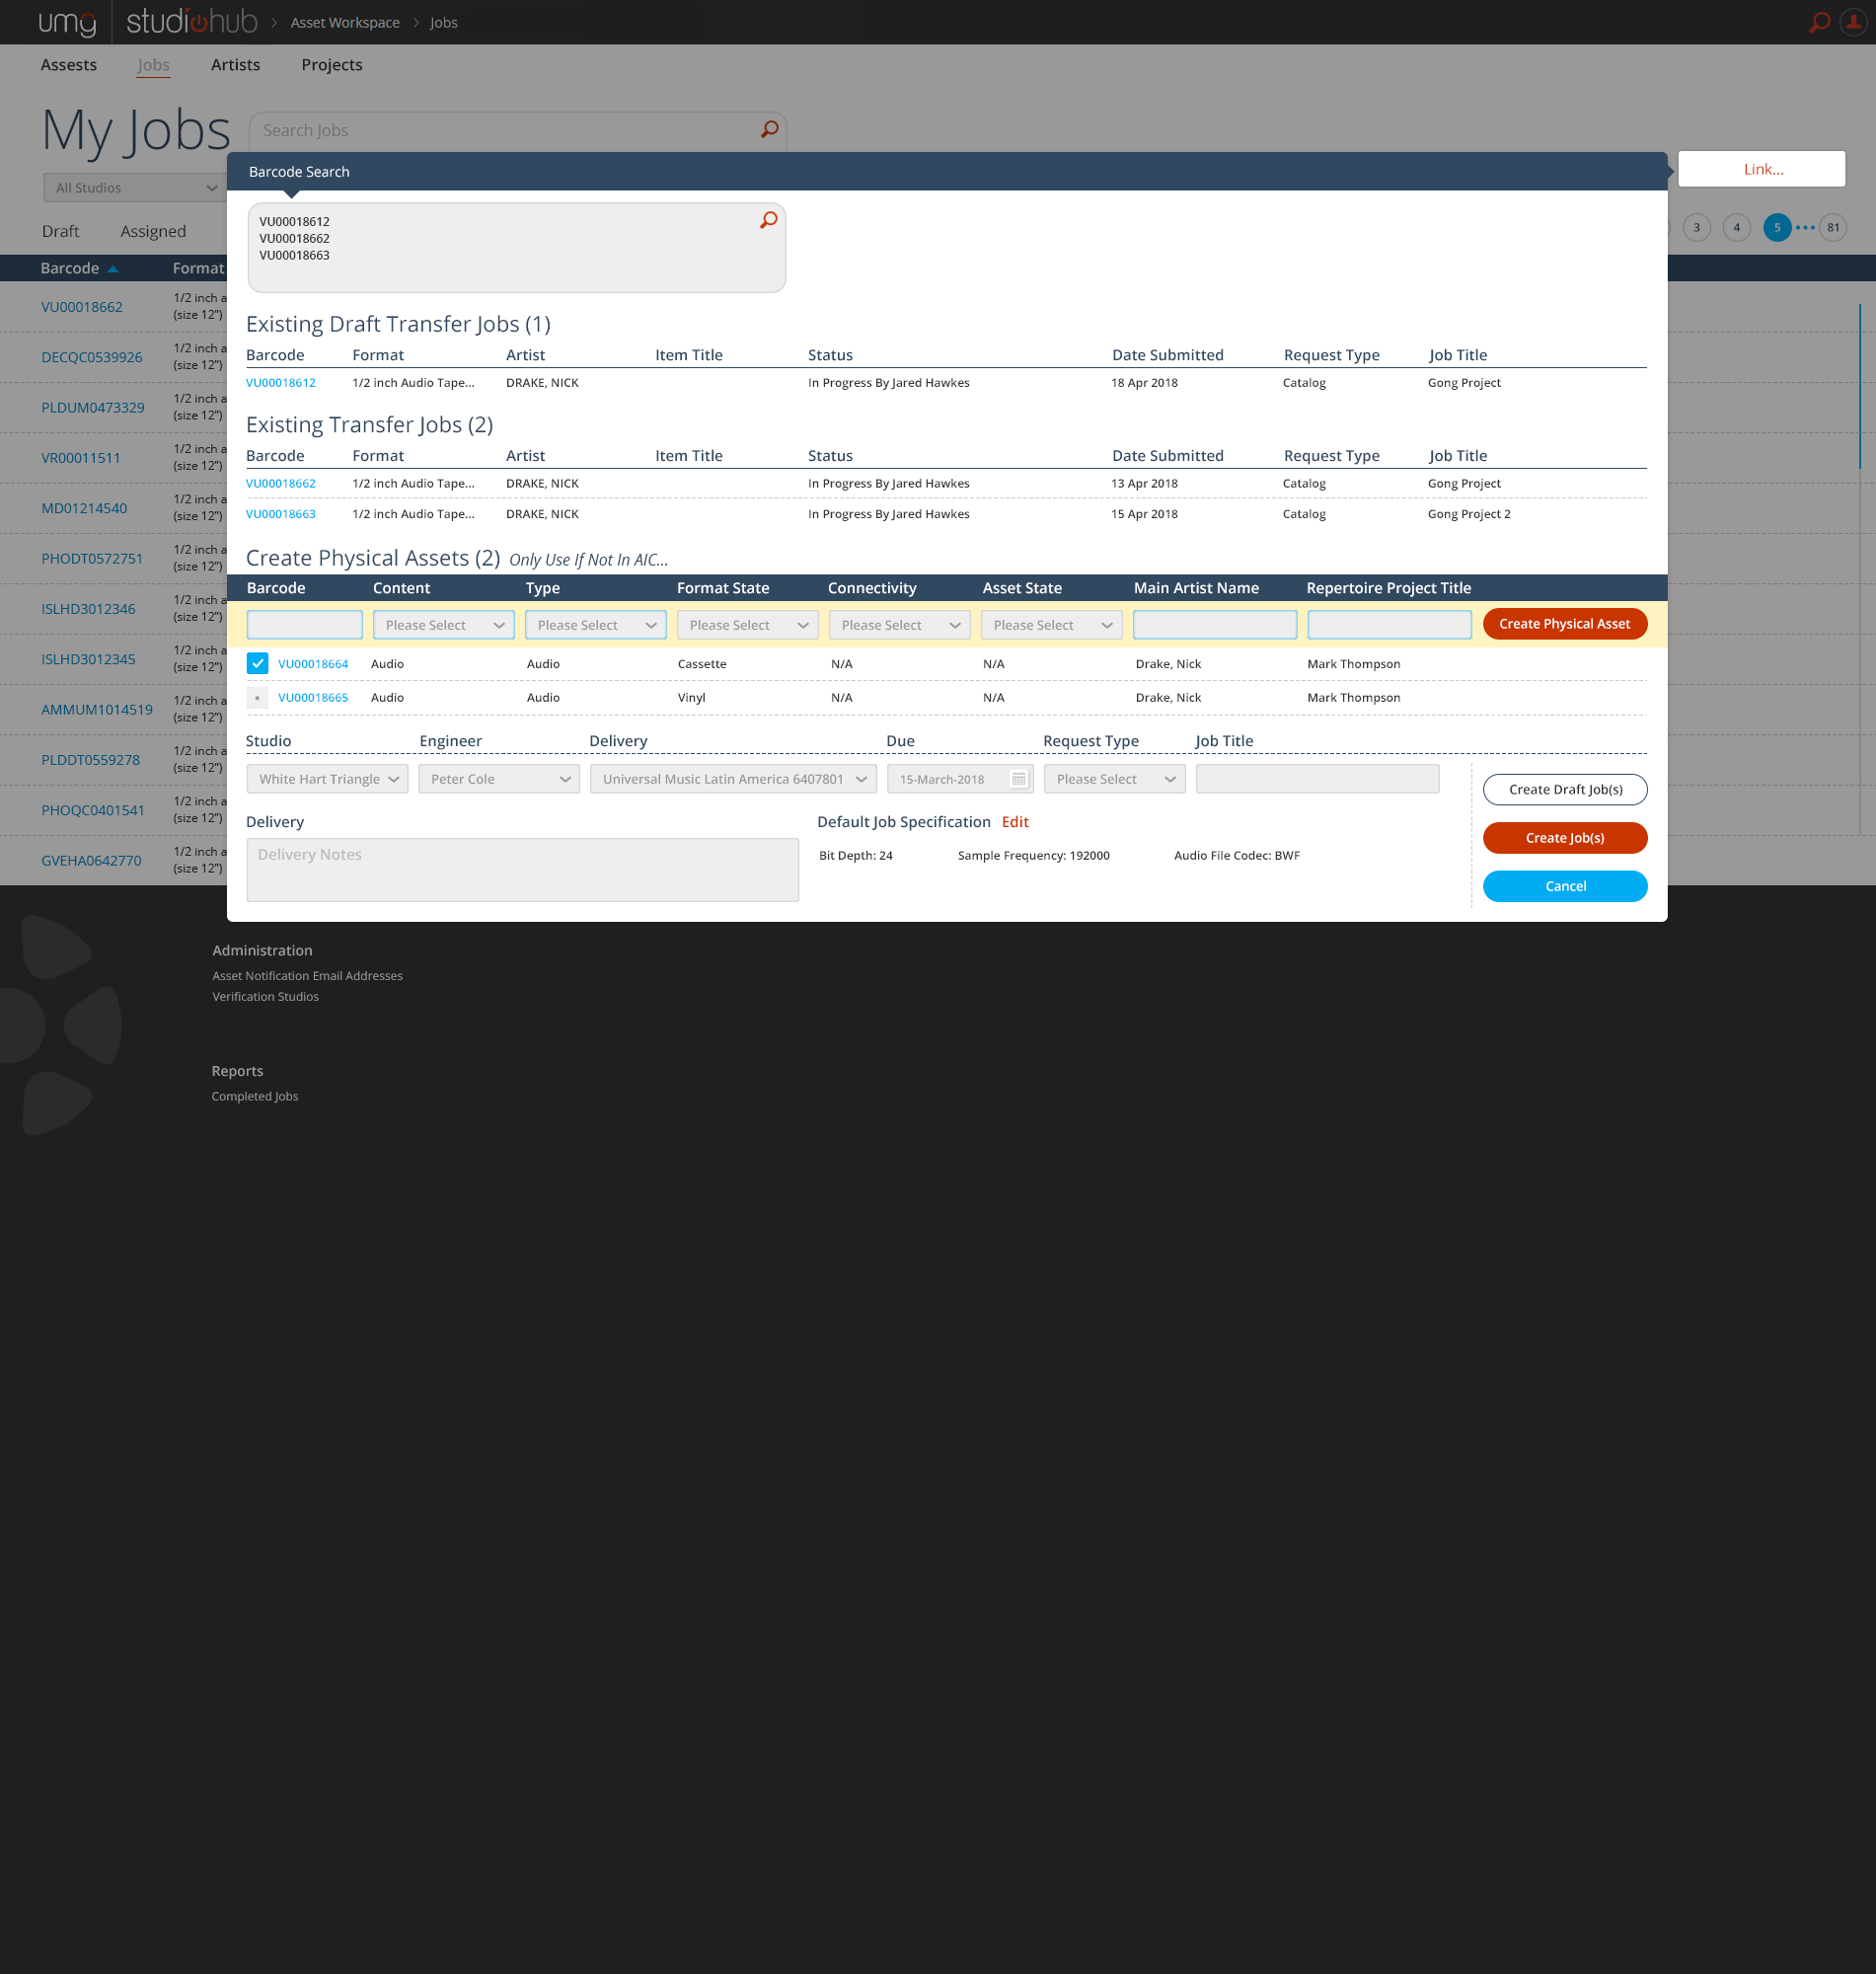 umg studiohub > Asset Workspace > Jobs
Assests Jobs Artists Projects
My Jobs Search Jobs
All Studios
Draft Assigned
3 4 5 ••• 81
Barcode Format
VU00018662 1/2 inch a
(size 12”)
DECQC0539926 1/2 inch a
(size 12”)
PLDUM0473329 1/2 inch a
(size 12”)
VR00011511 1/2 inch a
(size 12”)
MD01214540 1/2 inch a
(size 12”)
PHODT0572751 1/2 inch a
(size 12”)
ISLHD3012346 1/2 inch a
(size 12”)
ISLHD3012345 1/2 inch a
(size 12”)
AMMUM1014519 1/2 inch a
(size 12”)
PLDDT0559278 1/2 inch a
(size 12”)
PHOQC0401541 1/2 inch a
(size 12”)
GVEHA0642770 1/2 inch a
(size 12”)
Barcode Search
Link...
VU00018612
VU00018662
VU00018663
Existing Draft Transfer Jobs (1)
Barcode Format Artist Item Title Status Date Submitted Request Type Job Title
VU00018612 1/2 inch Audio Tape... DRAKE, NICK In Progress By Jared Hawkes 18 Apr 2018 Catalog Gong Project
Existing Transfer Jobs (2)
Barcode Format Artist Item Title Status Date Submitted Request Type Job Title
VU00018662 1/2 inch Audio Tape... DRAKE, NICK In Progress By Jared Hawkes 13 Apr 2018 Catalog Gong Project
VU00018663 1/2 inch Audio Tape... DRAKE, NICK In Progress By Jared Hawkes 15 Apr 2018 Catalog Gong Project 2
Create Physical Assets (2) Only Use If Not In AIC...
Barcode Content Type Format State Connectivity Asset State Main Artist Name Repertoire Project Title
Please Select Please Select Please Select Please Select Please Select Create Physical Asset
VU00018664 Audio Audio Cassette N/A N/A Drake, Nick Mark Thompson
VU00018665 Audio Audio Vinyl N/A N/A Drake, Nick Mark Thompson
Studio Engineer Delivery Due Request Type Job Title
White Hart Triangle Peter Cole Universal Music Latin America 6407801 15-March-2018 Please Select
Create Draft Job(s)
Delivery Default Job Specification Edit
Create Job(s)
Delivery Notes
Bit Depth: 24 Sample Frequency: 192000 Audio File Codec: BWF
Cancel
Administration
Asset Notification Email Addresses
Verification Studios
Reports
Completed Jobs